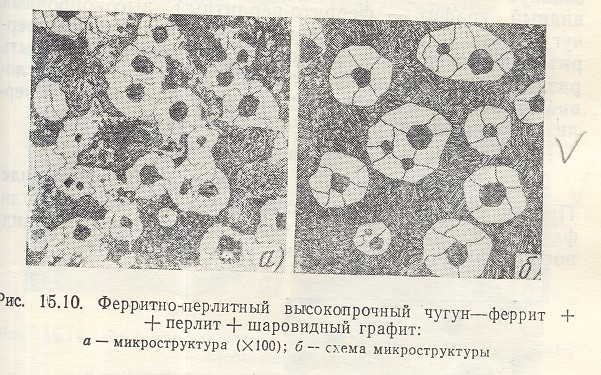 а)
б)
Рис. 15.10. Ферритно-перлитный высокопрочный чугун—феррит +
+ перлит + шаровидный графит:
а — микроструктура (×100); б -- схема микроструктуры